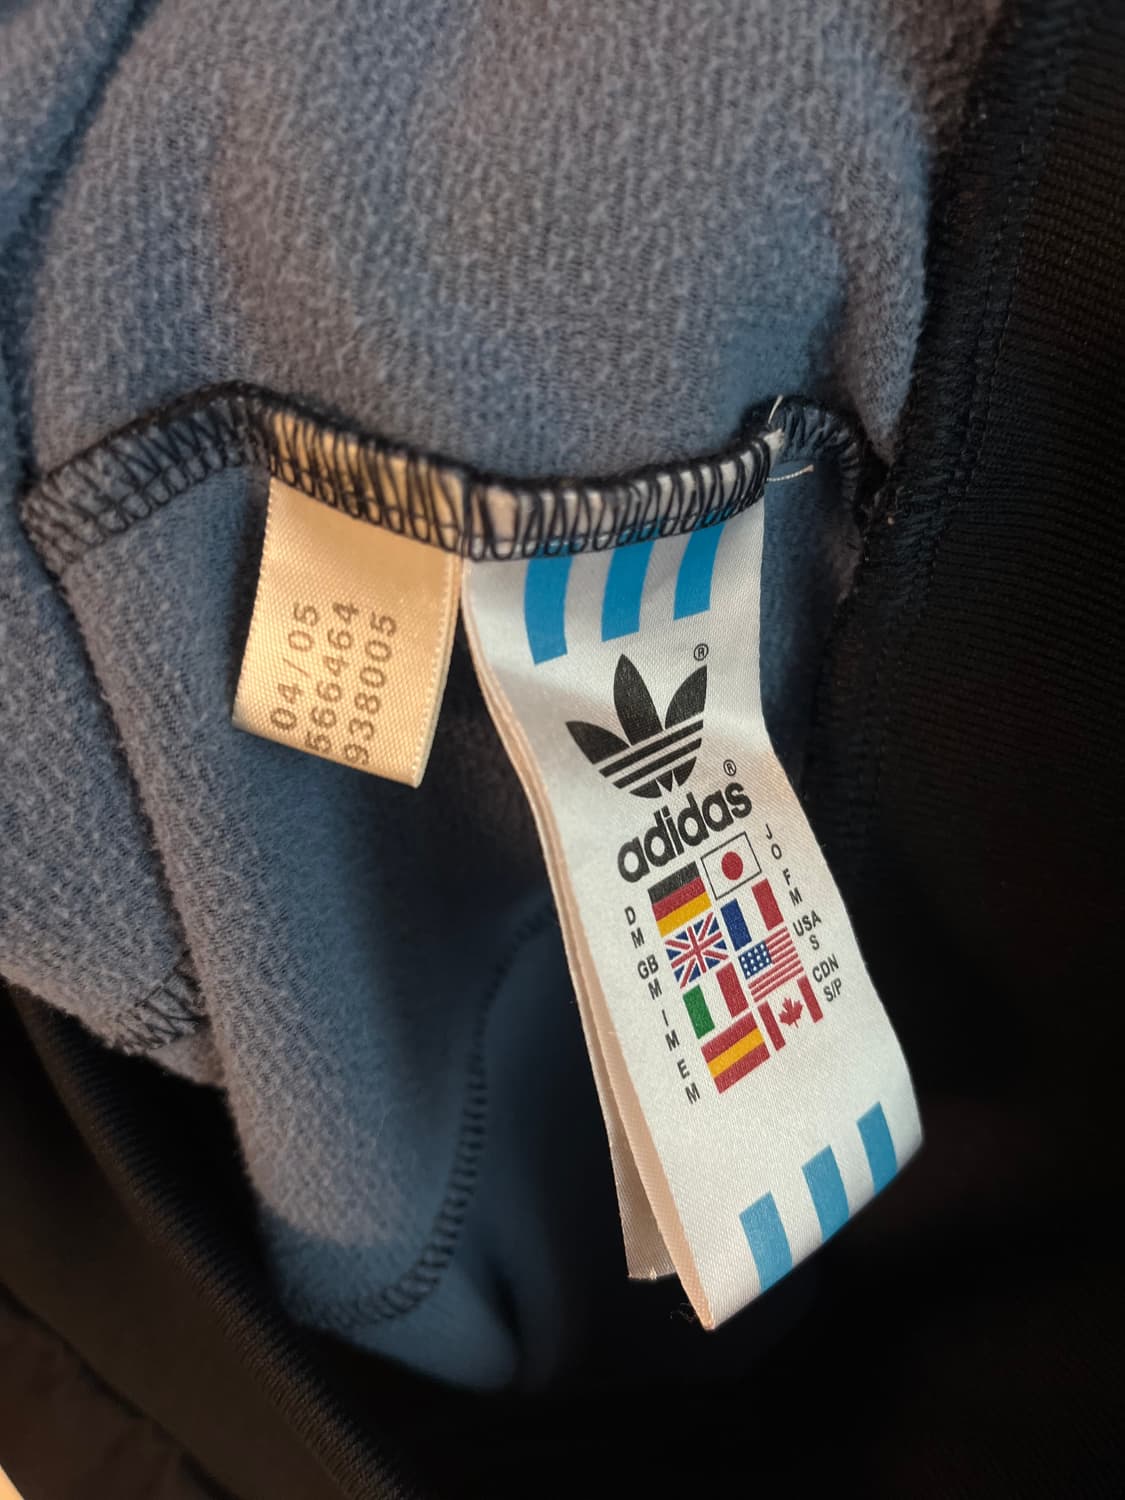 04/05
566464
938005
®
adidas®
D
M
GB
M
I
M
E
M
J
O
F
M
USA
S
CDN
S/P